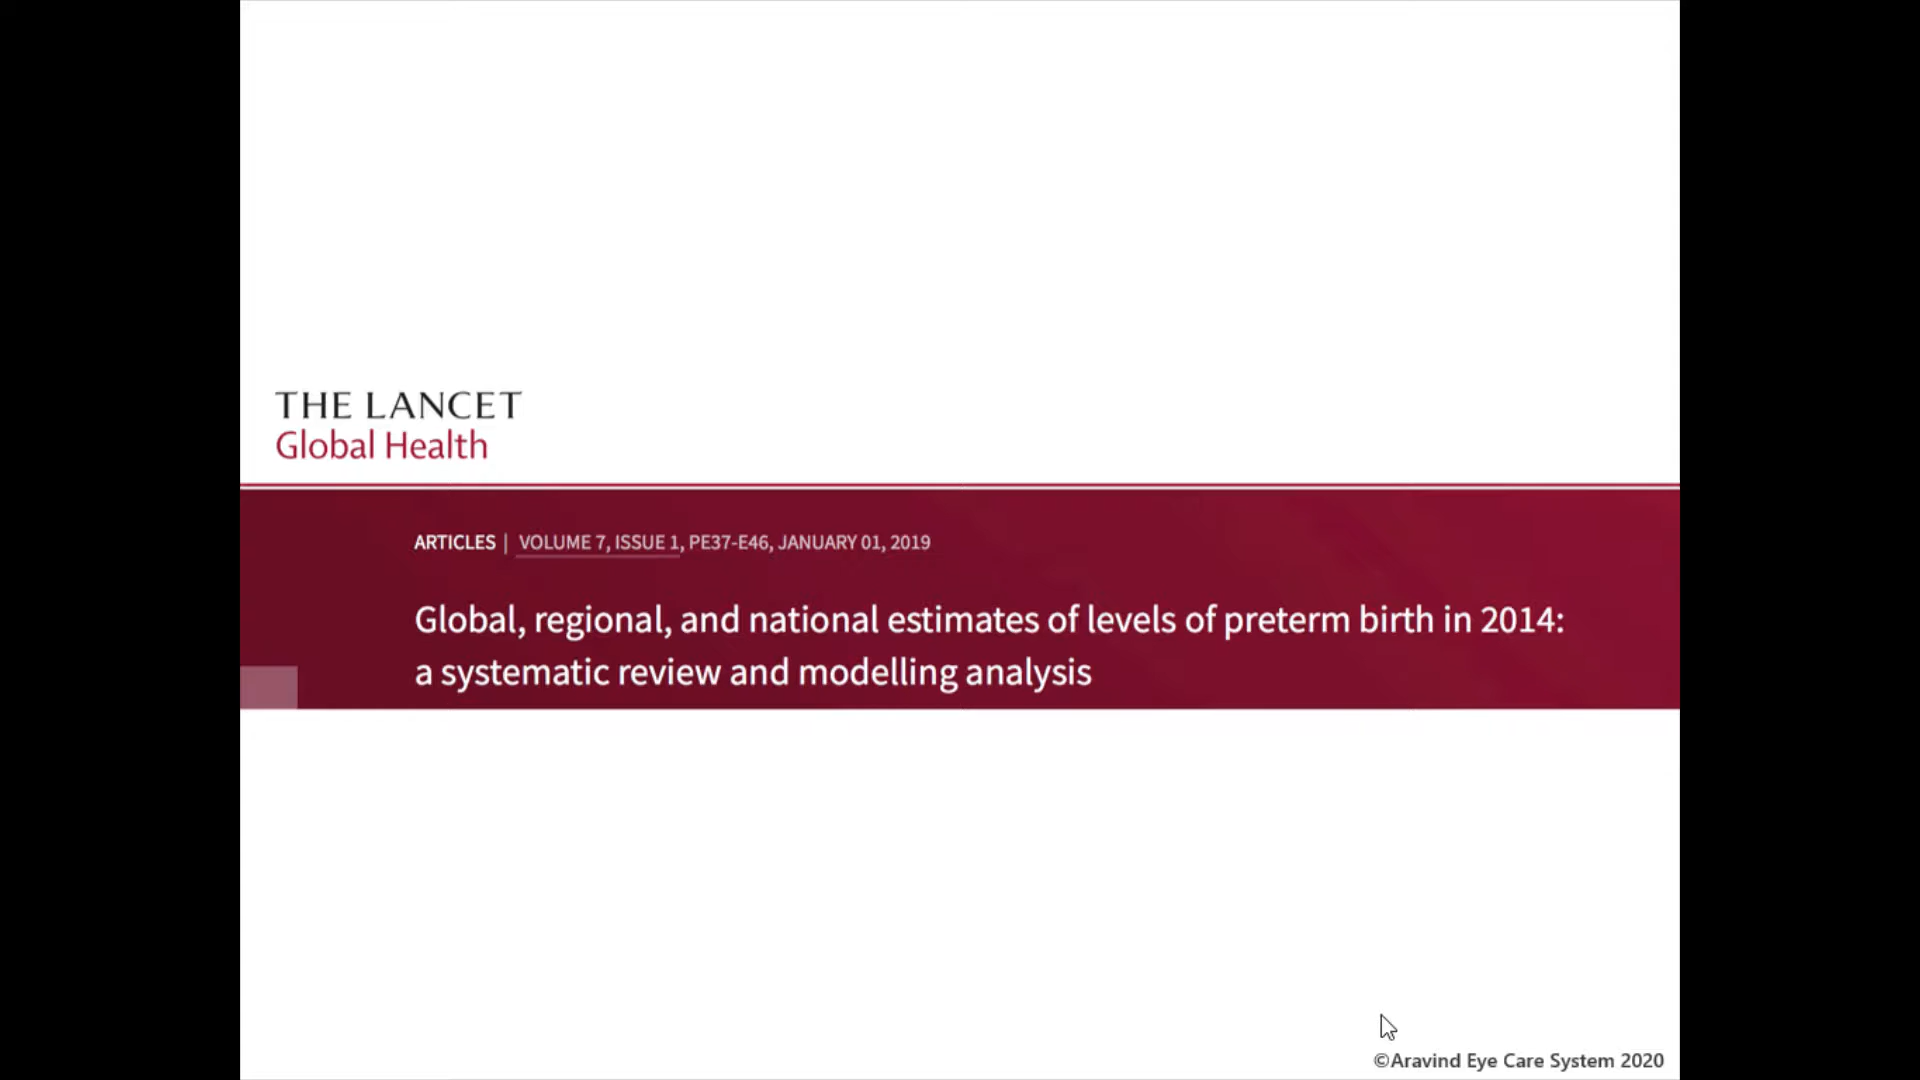 THE LANCET
Global Health
ARTICLES | VOLUME 7, ISSUE 1, PE37-E46, JANUARY 01, 2019
Global, regional, and national estimates of levels of preterm birth in 2014:
a systematic review and modelling analysis
©Aravind Eye Care System 2020